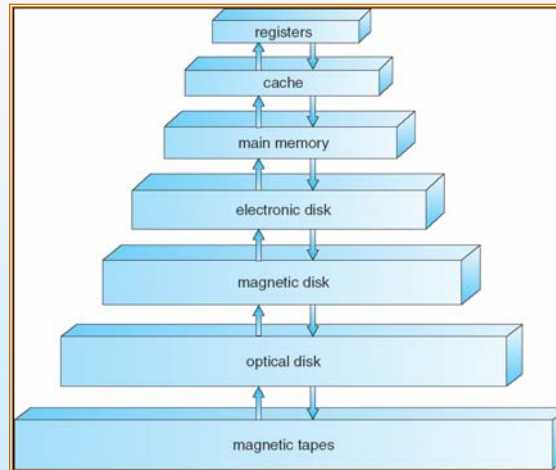 registers
cache
main memory
electronic disk
magnetic disk
optical disk
magnetic tapes